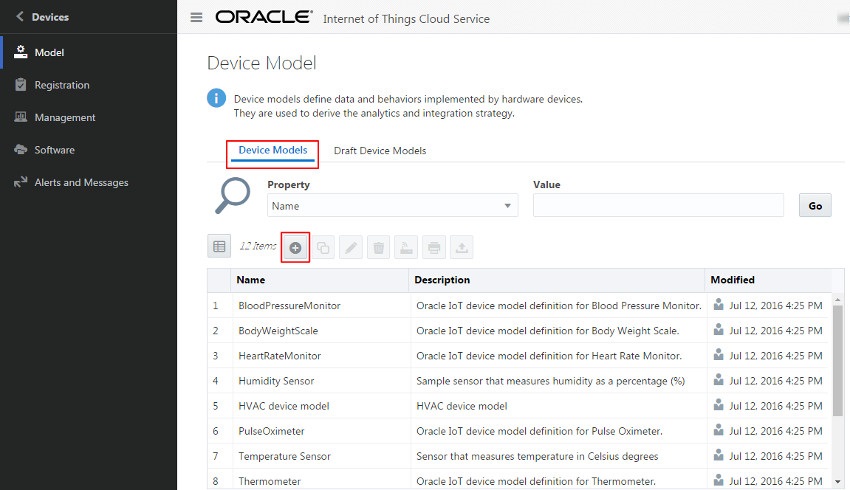 Devices
Model
Registration
Management
Software
Alerts and Messages
ORACLE Internet of Things Cloud Service
Device Model
Device models define data and behaviors implemented by hardware devices.
They are used to derive the analytics and integration strategy.
Device Models Draft Device Models
Property Value
Name Go
12 Items
Name Description Modified
1 BloodPressureMonitor Oracle IoT device model definition for Blood Pressure Monitor. Jul 12, 2016 4:25 PM
2 BodyWeightScale Oracle IoT device model definition for Body Weight Scale. Jul 12, 2016 4:25 PM
3 HeartRateMonitor Oracle IoT device model definition for Heart Rate Monitor. Jul 12, 2016 4:25 PM
4 Humidity Sensor Sample sensor that measures humidity as a percentage (%) Jul 12, 2016 4:25 PM
5 HVAC device model HVAC device model Jul 12, 2016 4:25 PM
6 PulseOximeter Oracle IoT device model definition for Pulse Oximeter. Jul 12, 2016 4:25 PM
7 Temperature Sensor Sensor that measures temperature in Celsius degrees Jul 12, 2016 4:25 PM
8 Thermometer Oracle IoT device model definition for Thermometer. Jul 12, 2016 4:25 PM